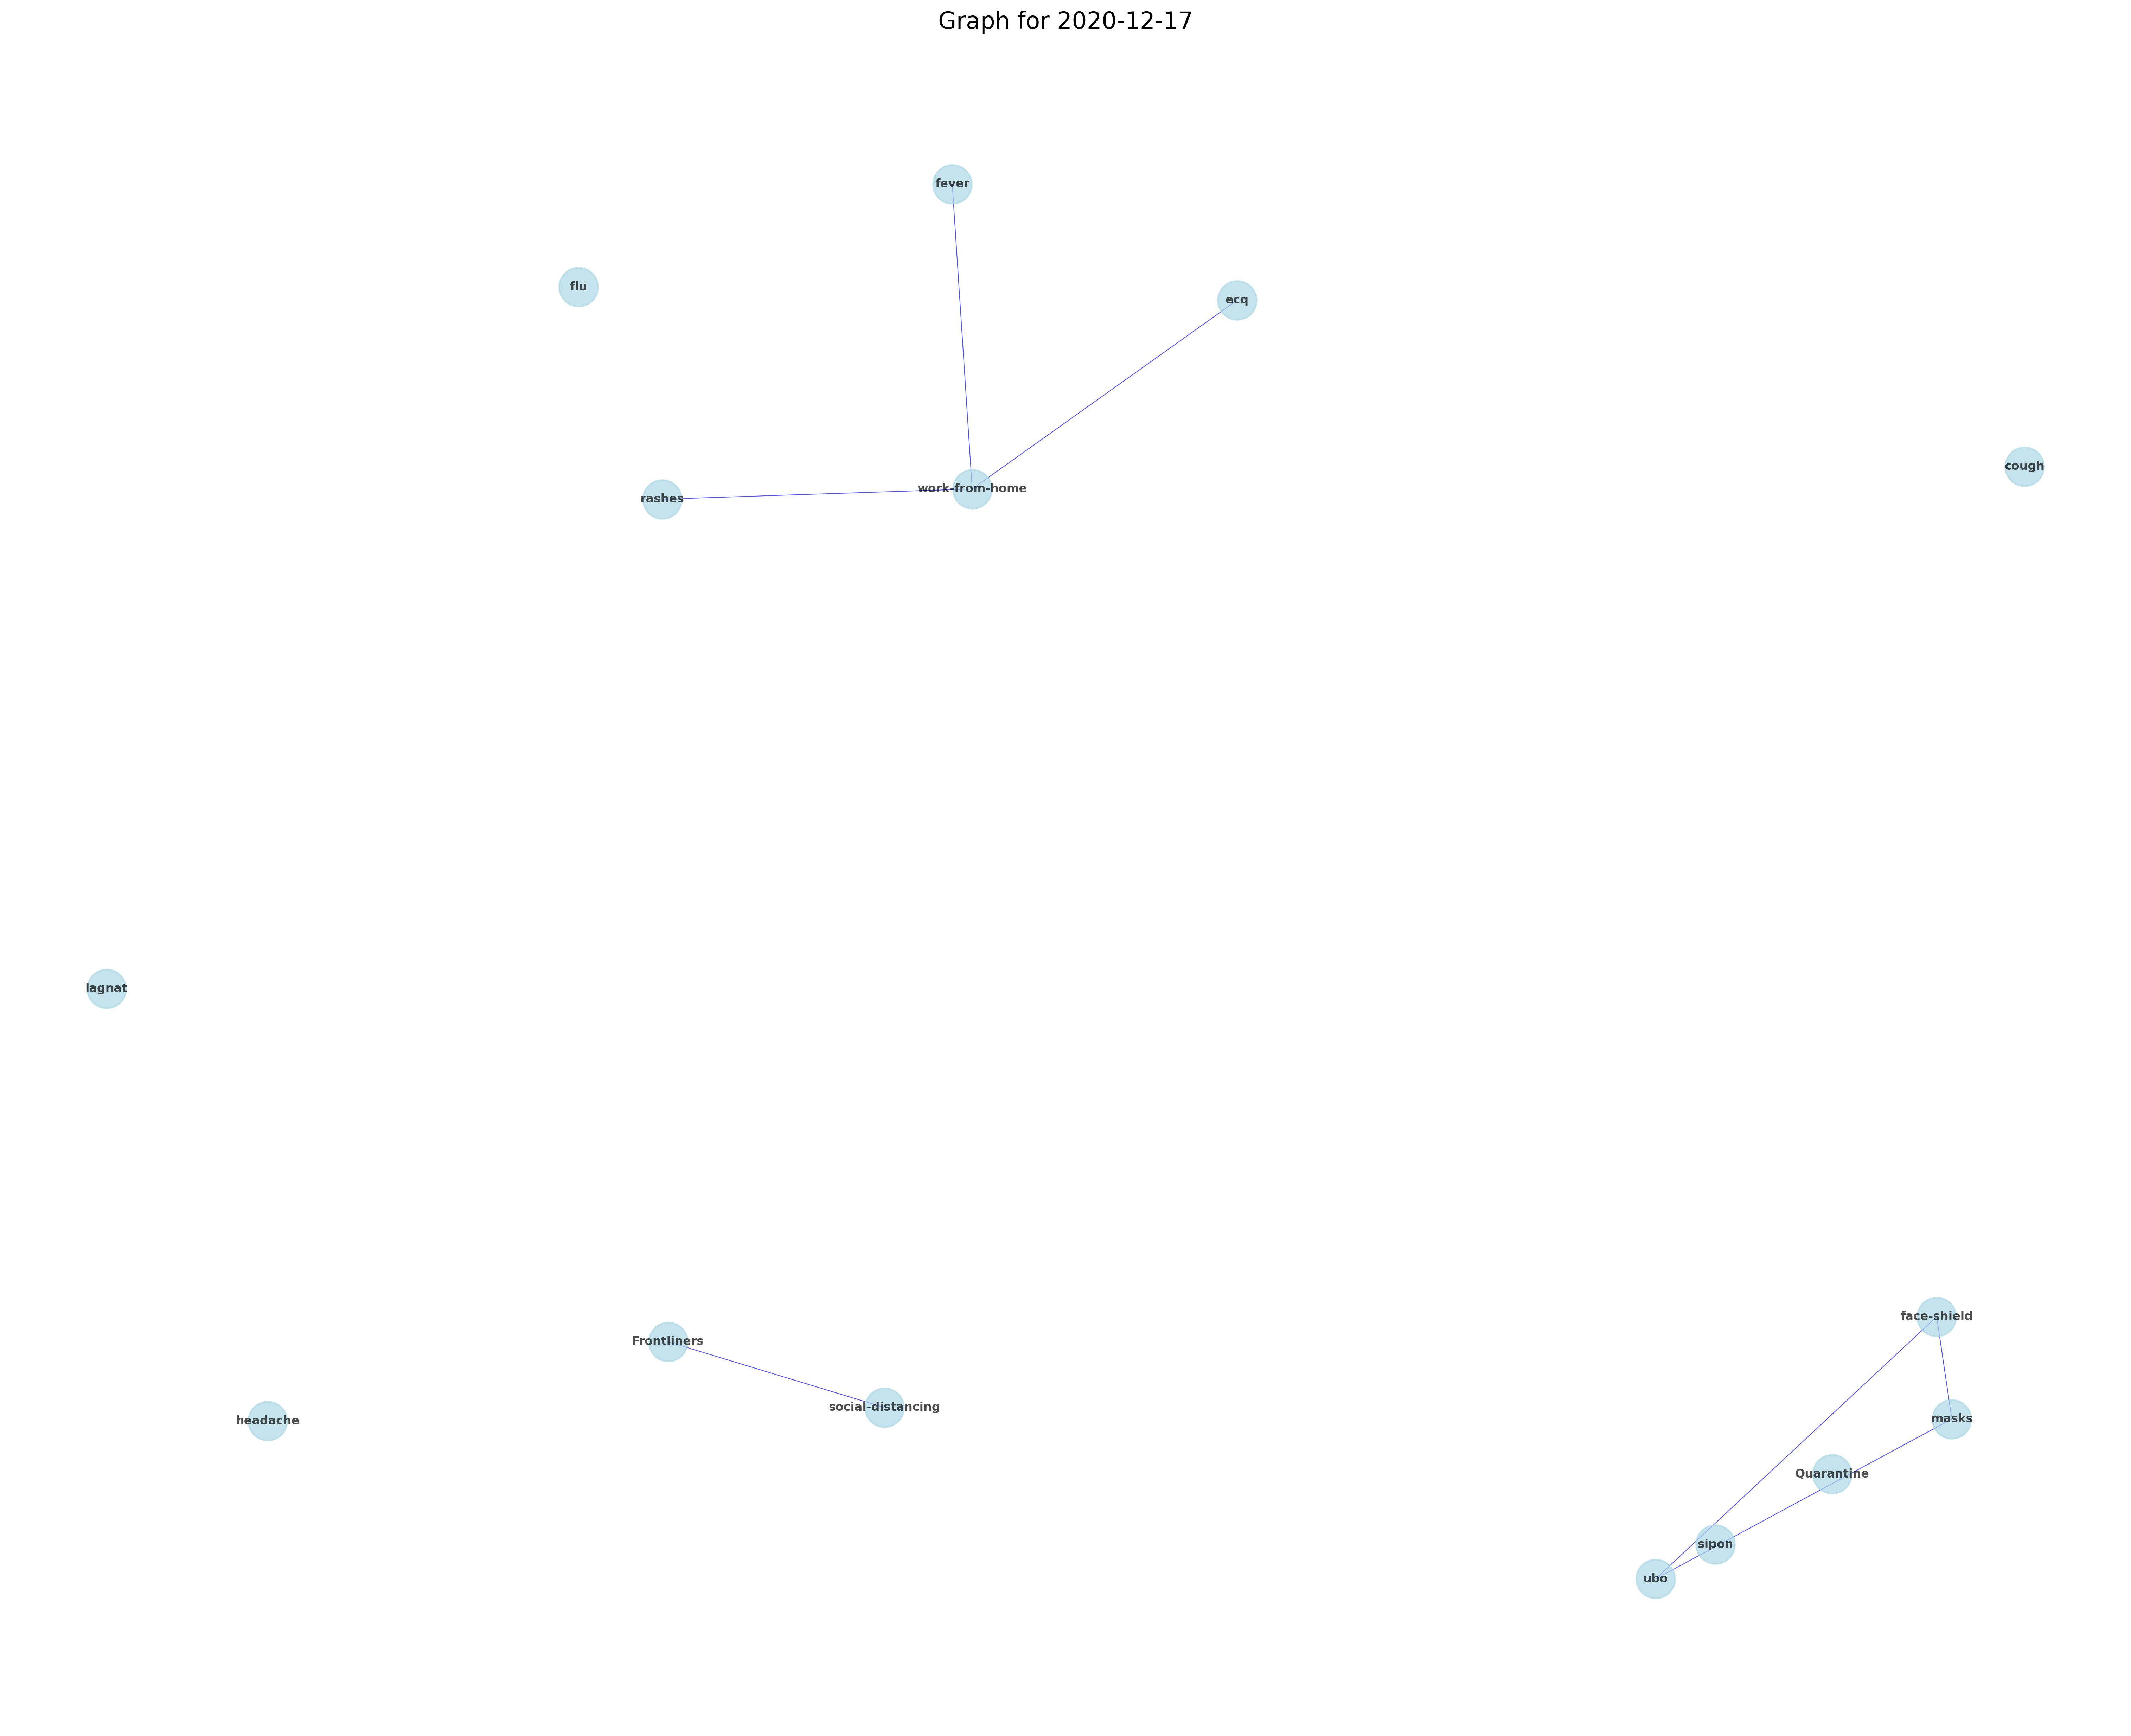 Graph for 2020-12-17
fever
flu
ecq
cough
work-from-home
rashes
lagnat
face-shield
Frontliners
social-distancing
masks
headache
Quarantine
sipon
ubo